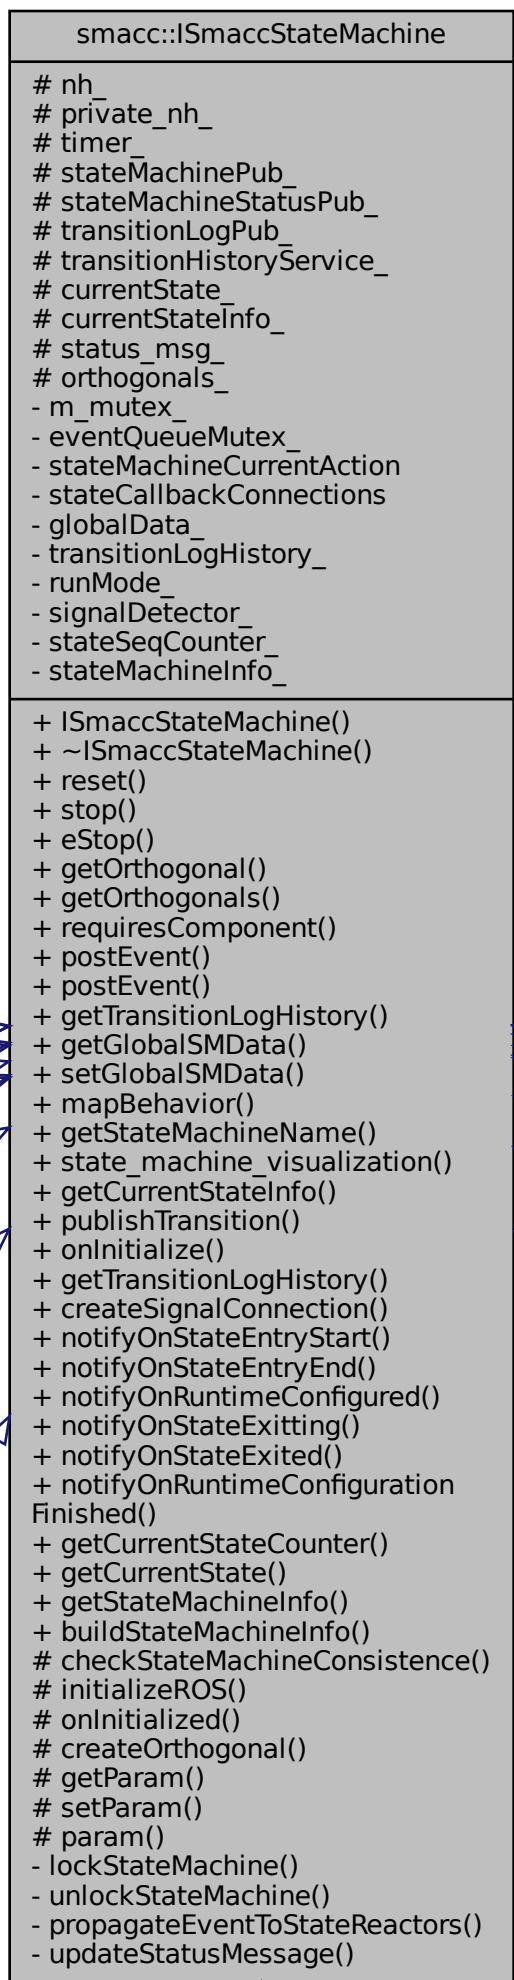 smacc::ISmaccStateMachine
# nh_
# private_nh_
# timer_
# stateMachinePub_
# stateMachineStatusPub_
# transitionLogPub_
# transitionHistoryService_
# currentState_
# currentStateInfo_
# status_msg_
# orthogonals_
- m_mutex_
- eventQueueMutex_
- stateMachineCurrentAction
- stateCallbackConnections
- globalData_
- transitionLogHistory_
- runMode_
- signalDetector_
- stateSeqCounter_
- stateMachineInfo_
+ ISmaccStateMachine()
+ ~ISmaccStateMachine()
+ reset()
+ stop()
+ eStop()
+ getOrthogonal()
+ getOrthogonals()
+ requiresComponent()
+ postEvent()
+ postEvent()
+ getTransitionLogHistory()
+ getGlobalSMData()
+ setGlobalSMData()
+ mapBehavior()
+ getStateMachineName()
+ state_machine_visualization()
+ getCurrentStateInfo()
+ publishTransition()
+ onInitialize()
+ getTransitionLogHistory()
+ createSignalConnection()
+ notifyOnStateEntryStart()
+ notifyOnStateEntryEnd()
+ notifyOnRuntimeConfigured()
+ notifyOnStateExitting()
+ notifyOnStateExited()
+ notifyOnRuntimeConfiguration
Finished()
+ getCurrentStateCounter()
+ getCurrentState()
+ getStateMachineInfo()
+ buildStateMachineInfo()
# checkStateMachineConsistence()
# initializeROS()
# onInitialized()
# createOrthogonal()
# getParam()
# setParam()
# param()
- lockStateMachine()
- unlockStateMachine()
- propagateEventToStateReactors()
- updateStatusMessage()